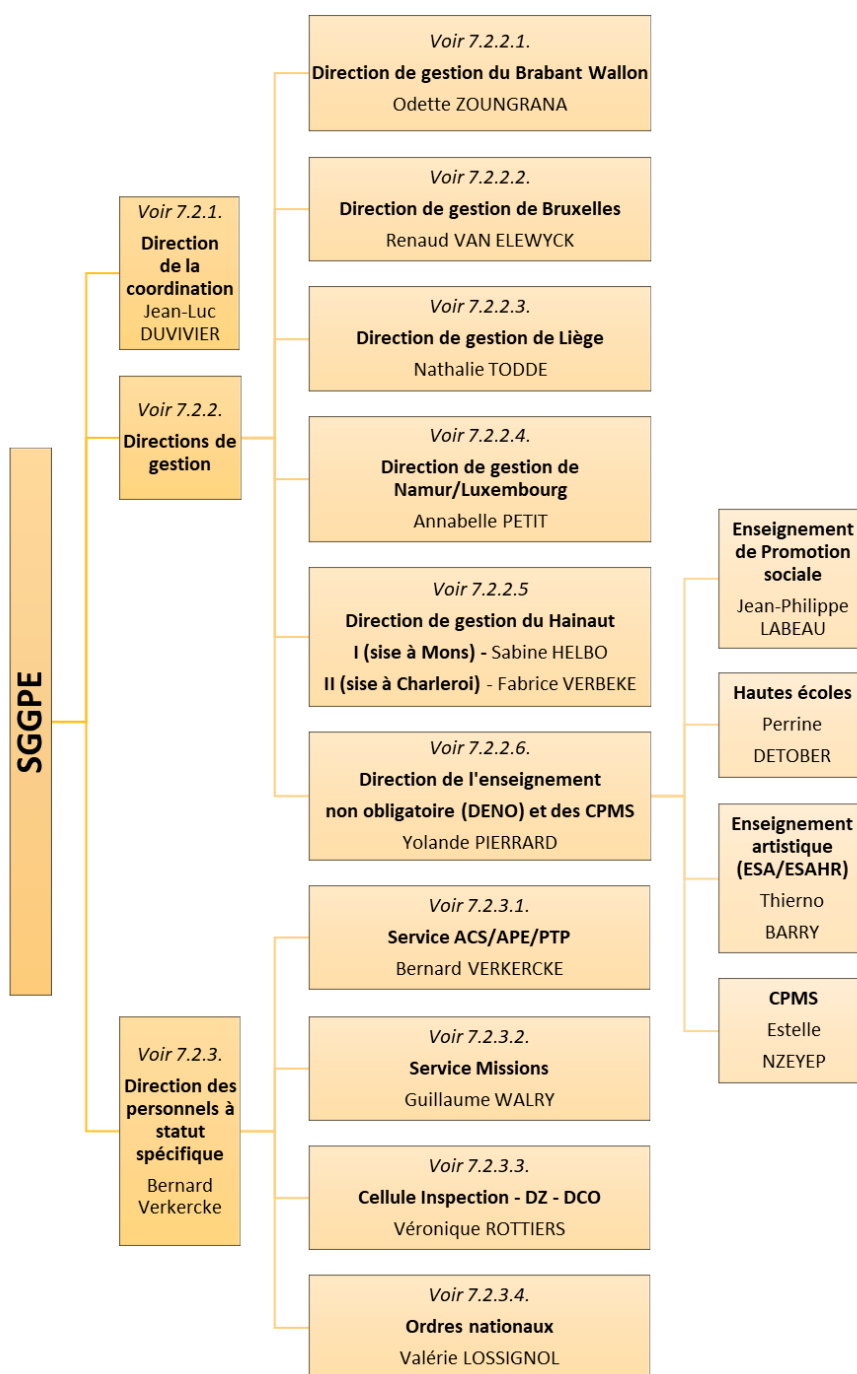 SGGPE
Voir 7.2.1.
Direction
de la
coordination
Jean-Luc
DUVIVIER
Voir 7.2.2.
Directions de
gestion
Voir 7.2.2.1.
Direction de gestion du Brabant Wallon
Odette ZOUNGRANA
Voir 7.2.2.2.
Direction de gestion de Bruxelles
Renaud VAN ELEWYCK
Voir 7.2.2.3.
Direction de gestion de Liège
Nathalie TODDE
Voir 7.2.2.4.
Direction de gestion de
Namur/Luxembourg
Annabelle PETIT
Voir 7.2.2.5
Direction de gestion du Hainaut
I (sise à Mons) - Sabine HELBO
II (sise à Charleroi) - Fabrice VERBEKE
Voir 7.2.2.6.
Direction de l'enseignement
non obligatoire (DENO) et des CPMS
Yolande PIERRARD
Enseignement
de Promotion
sociale
Jean-Philippe
LABEAU
Hautes écoles
Perrine
DETOBER
Enseignement
artistique
(ESA/ESAHR)
Thierno
BARRY
CPMS
Estelle
NZEYEP
Voir 7.2.3.
Direction des
personnels à
statut
spécifique
Bernard
Verkercke
Voir 7.2.3.1.
Service ACS/APE/PTP
Bernard VERKERCKE
Voir 7.2.3.2.
Service Missions
Guillaume WALRY
Voir 7.2.3.3.
Cellule Inspection - DZ - DCO
Véronique ROTTIERS
Voir 7.2.3.4.
Ordres nationaux
Valérie LOSSIGNOL